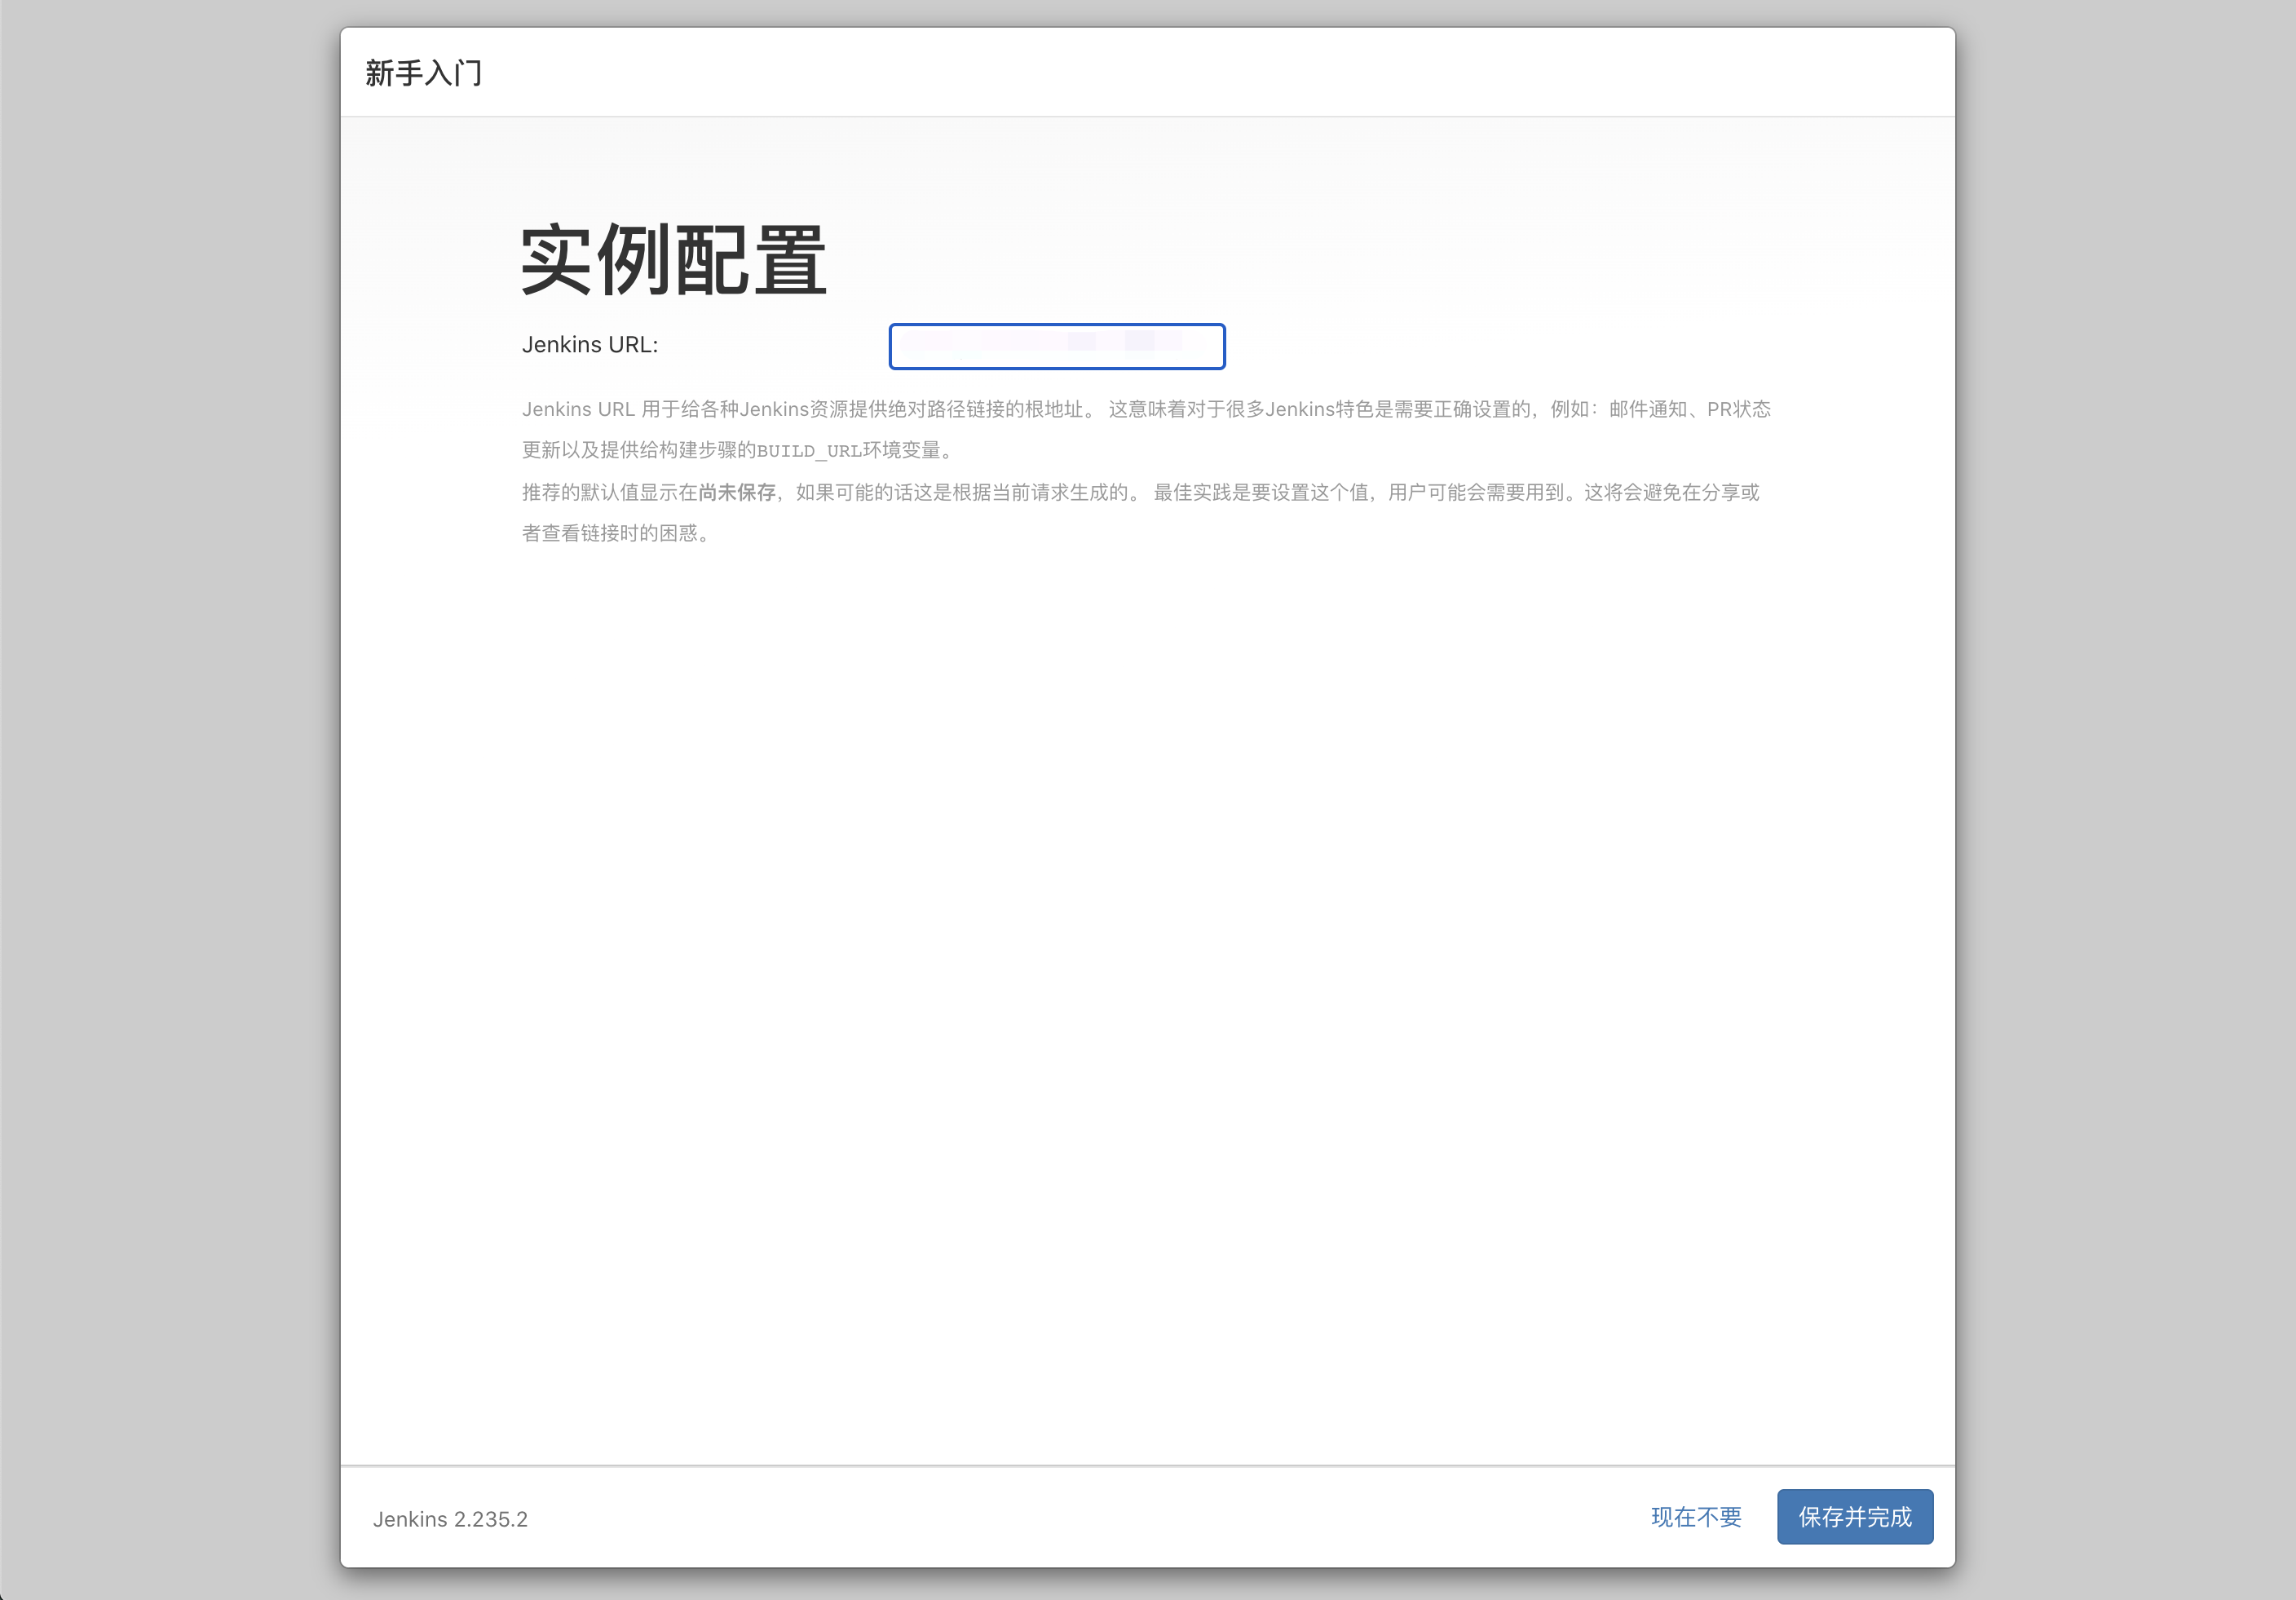 新手入门
实例配置
Jenkins URL:
Jenkins URL 用于给各种Jenkins资源提供绝对路径链接的根地址。 这意味着对于很多Jenkins特色是需要正确设置的，例如：邮件通知、PR状态
更新以及提供给构建步骤的BUILD_URL环境变量。
推荐的默认值显示在尚未保存，如果可能的话这是根据当前请求生成的。 最佳实践是要设置这个值，用户可能会需要用到。这将会避免在分享或
者查看链接时的困惑。
Jenkins 2.235.2
现在不要
保存并完成